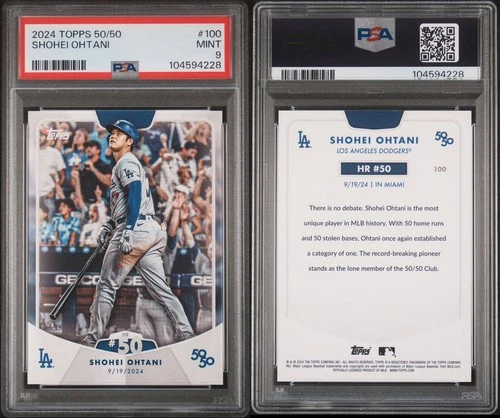 2024 TOPPS 50/50
#100
SHOHEI OHTANI
MINT
9
PSA
104594228
Topps
LA
GEICO
HR
#50
LA
SHOHEI OHTANI
50/50
9/19/2024
PSA
104594228
LA
SHOHEI OHTANI
50/50
LOS ANGELES DODGERS®
HR #50
100
9/19/24 | IN MIAMI
There is no debate. Shohei Ohtani is the most
unique player in MLB history. With 50 home runs
and 50 stolen bases, Ohtani once again established
a category of one. The record-breaking pioneer
stands as the lone member of the 50/50 Club.
Topps